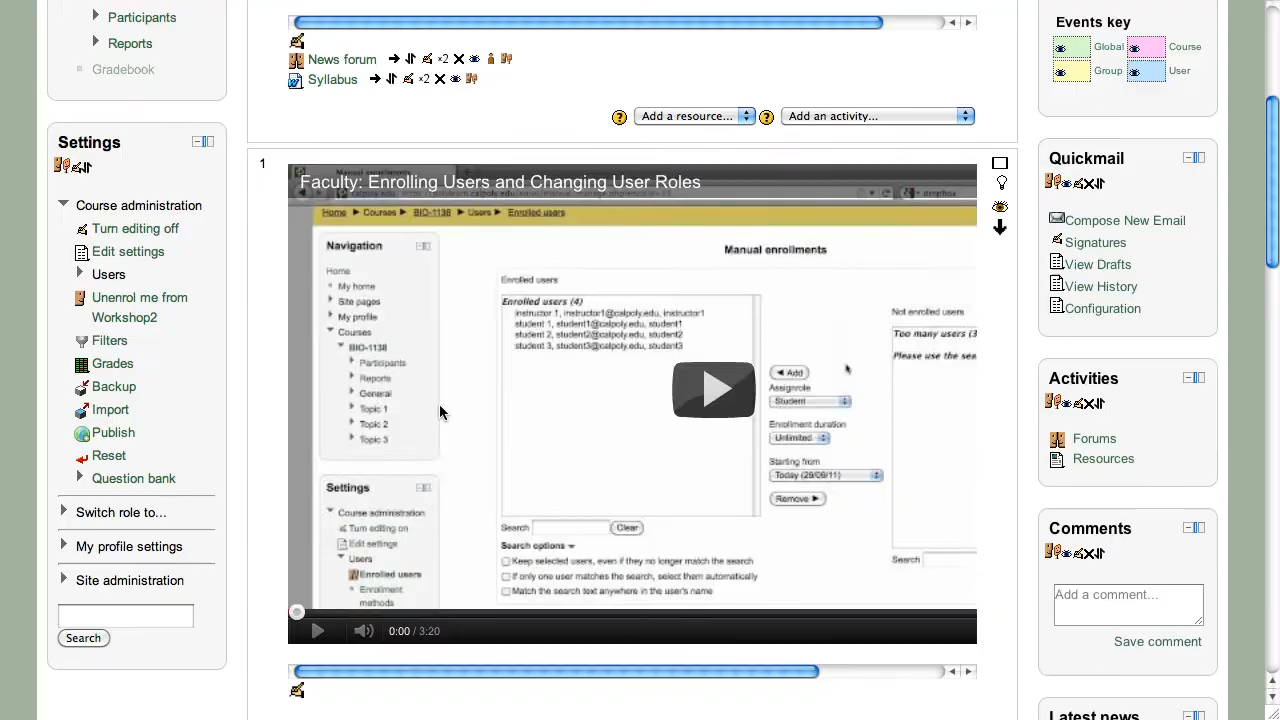 Participants
Reports
Gradebook
Settings
Course administration
Turn editing off
Edit settings
Users
Unenrol me from
Workshop2
Filters
Grades
Backup
Import
Publish
Reset
Question bank
Switch role to...
My profile settings
Site administration
Search
News forum ×2
Syllabus ×2
Add a resource... Add an activity...
1
Faculty: Enrolling Users and Changing User Roles
Home Courses BIO-1138 Users Enrolled users
Navigation
Home
My home
Site pages
My profile
Courses
BIO-1138
Participants
Reports
General
Topic 1
Topic 2
Topic 3
Settings
Course administration
Turn editing on
Edit settings
Users
Enrolled users
Enrollment
methods
Manual enrollments
Enrolled users
Enrolled users (4)
instructor 1, instructor1@calpoly.edu, instructor1
student 1, student1@calpoly.edu, student1
student 2, student2@calpoly.edu, student2
student 3, student3@calpoly.edu, student3
Search Clear
Search options
Keep selected users, even if they no longer match the search
If only one user matches the search, select them automatically
Match the search text anywhere in the user's name
Add
Assignrole
Student
Enrollment duration
Unlimited
Starting from
Today (29/09/11)
Remove
Not enrolled users
Too many users (3
Please use the sea
Search
0:00 / 3:20
Events key
Global Course
Group User
Quickmail
Compose New Email
Signatures
View Drafts
View History
Configuration
Activities
Forums
Resources
Comments
Add a comment...
Save comment
Latest news